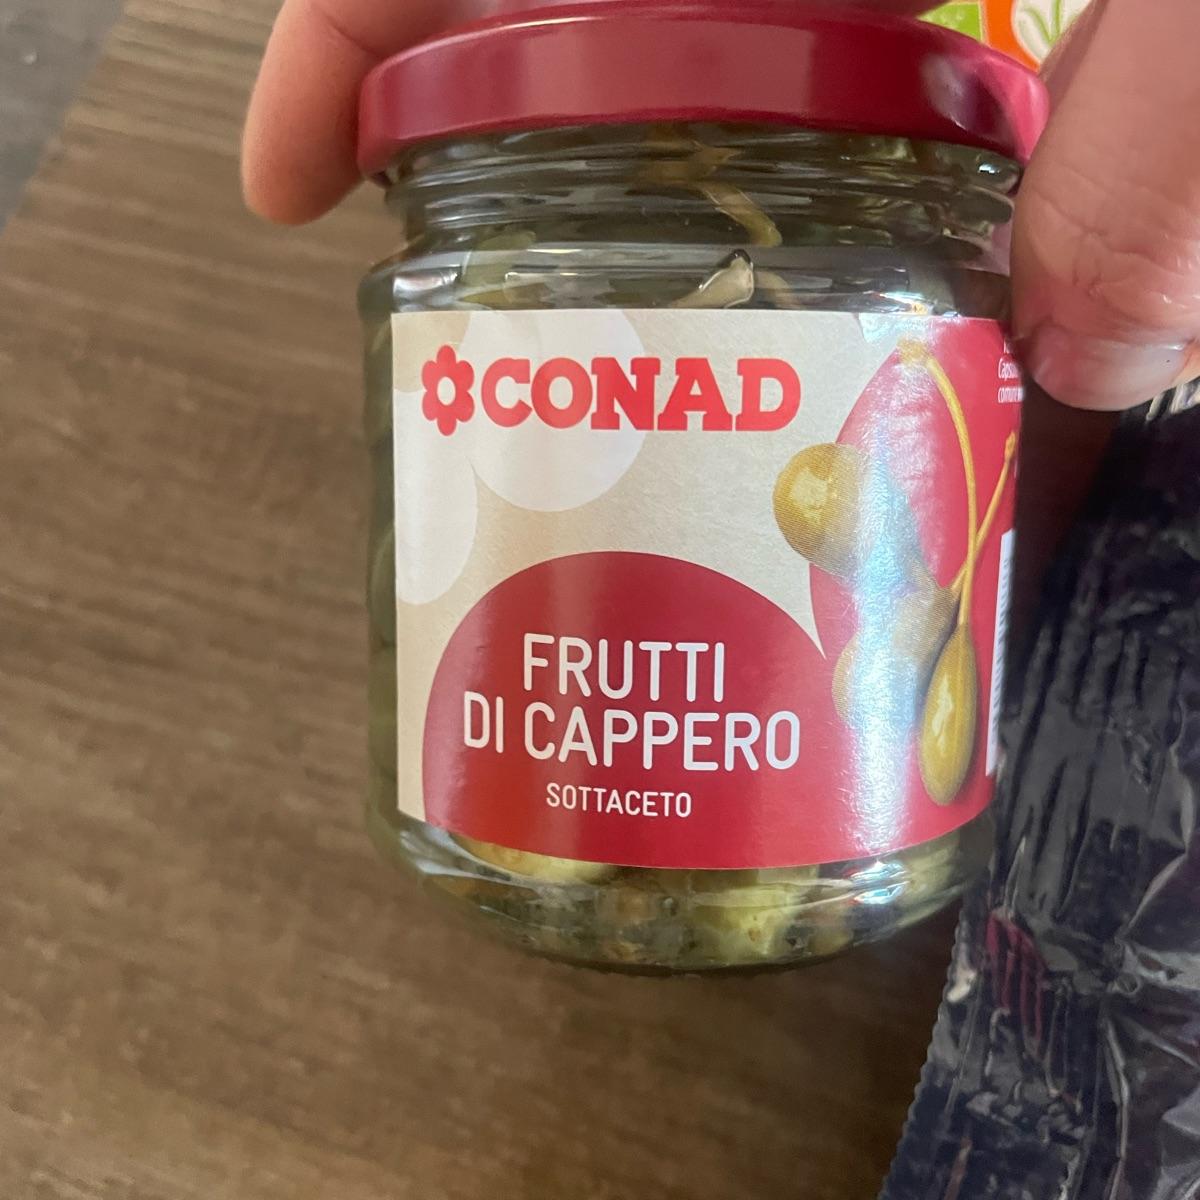 CONAD
FRUTTI
DI CAPPERO
SOTTACETO